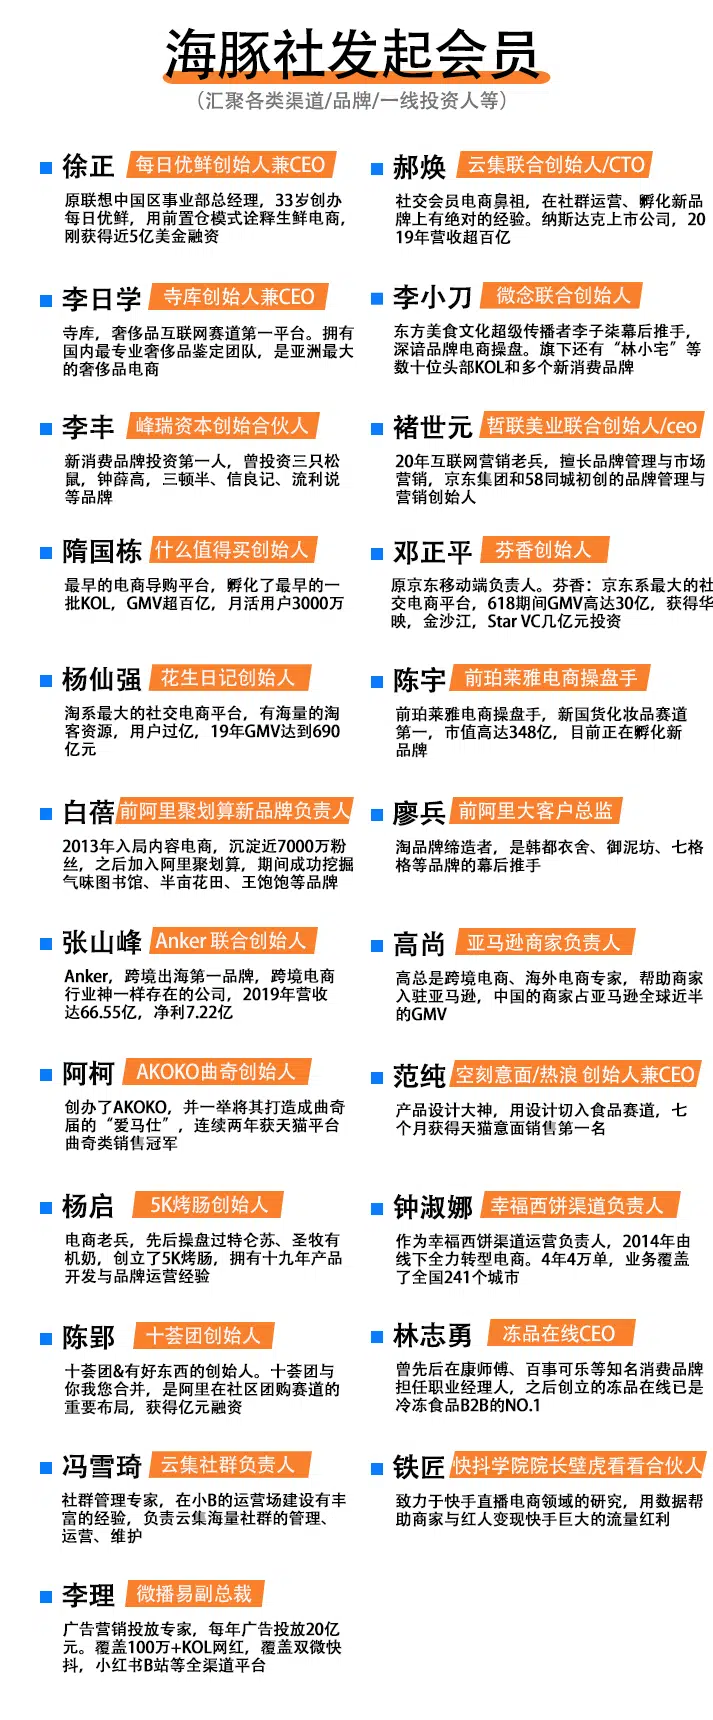 海豚社发起会员
（汇聚各类渠道/品牌/一线投资人等）
徐正 每日优鲜创始人兼CEO
原联想中国区事业部总经理，33岁创办
每日优鲜，用前置仓模式诠释生鲜电商，
刚获得近5亿美金融资
郝焕 云集联合创始人/CTO
社交会员电商鼻祖，在社群运营、孵化新品
牌上有绝对的经验。纳斯达克上市公司，20
19年营收超百亿
李日学 寺库创始人兼CEO
寺库，奢侈品互联网赛道第一平台。拥有
国内最专业奢侈品鉴定团队，是亚洲最大
的奢侈品电商
李小刀 微念联合创始人
东方美食文化超级传播者李子柒幕后推手，
深谙品牌电商操盘。旗下还有“林小宅”等
数十位头部KOL和多个新消费品牌
李丰 峰瑞资本创始合伙人
新消费品牌投资第一人，曾投资三只松
鼠，钟薛高，三顿半、信良记、流利说
等品牌
褚世元 哲联美业联合创始人/ceo
20年互联网营销老兵，擅长品牌管理与市场
营销，京东集团和58同城初创的品牌管理与
营销创始人
隋国栋 什么值得买创始人
最早的电商导购平台，孵化了最早的一
批KOL，GMV超百亿，月活用户3000万
邓正平 芬香创始人
原京东移动端负责人。芬香：京东系最大的社
交电商平台，618期间GMV高达30亿，获得华
映，金沙江，Star VC几亿元投资
杨仙强 花生日记创始人
淘系最大的社交电商平台，有海量的淘
客资源，用户过亿，19年GMV达到690
亿元
陈宇 前珀莱雅电商操盘手
前珀莱雅电商操盘手，新国货化妆品赛道
第一，市值高达348亿，目前正在孵化新
品牌
白蓓 前阿里聚划算新品牌负责人
2013年入局内容电商，沉淀近7000万粉
丝，之后加入阿里聚划算，期间成功挖掘
气味图书馆、半亩花田、王饱饱等品牌
廖兵 前阿里大客户总监
淘品牌缔造者，是韩都衣舍、御泥坊、七格
格等品牌的幕后推手
张山峰 Anker 联合创始人
Anker，跨境出海第一品牌，跨境电商
行业神一样存在的公司，2019年营收
达66.55亿，净利7.22亿
高尚 亚马逊商家负责人
高总是跨境电商、海外电商专家，帮助商家
入驻亚马逊，中国的商家占亚马逊全球近半
的GMV
阿柯 AKOKO曲奇创始人
创办了AKOKO，并一举将其打造成曲奇
届的“爱马仕”，连续两年获天猫平台
曲奇类销售冠军
范纯 空刻意面/热浪 创始人兼CEO
产品设计大神，用设计切入食品赛道，七
个月获得天猫意面销售第一名
杨启 5K烤肠创始人
电商老兵，先后操盘过特仑苏、圣牧有
机奶，创立了5K烤肠，拥有十九年产品
开发与品牌运营经验
钟淑娜 幸福西饼渠道负责人
作为幸福西饼渠道运营负责人，2014年由
线下全力转型电商。4年4万单，业务覆盖
了全国241个城市
陈郢 十荟团创始人
十荟团&有好东西的创始人。十荟团与
你我您合并，是阿里在社区团购赛道的
重要布局，获得亿元融资
林志勇 冻品在线CEO
曾先后在康师傅、百事可乐等知名消费品牌
担任职业经理人，之后创立的冻品在线已是
冷冻食品B2B的NO.1
冯雪琦 云集社群负责人
社群管理专家，在小B的运营场建设有丰
富的经验，负责云集海量社群的管理、
运营、维护
铁匠 快抖学院院长壁虎看看合伙人
致力于快手直播电商领域的研究，用数据帮
助商家与红人变现快手巨大的流量红利
李理 微播易副总裁
广告营销投放专家，每年广告投放20亿
元。覆盖100万+KOL网红，覆盖双微快
抖，小红书B站等全渠道平台